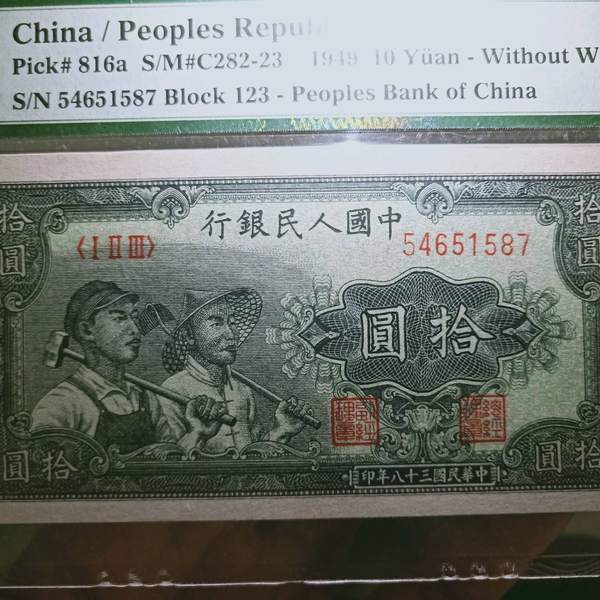 China / Peoples Republ
Pick# 816a S/M#C282-23 1949 10 Yüan - Without W
S/N 54651587 Block 123 - Peoples Bank of China
拾圓
拾圓
行銀民人國中
〈I II III〉
54651587
圓拾
印年八十三國民華中
圓拾
拾圓